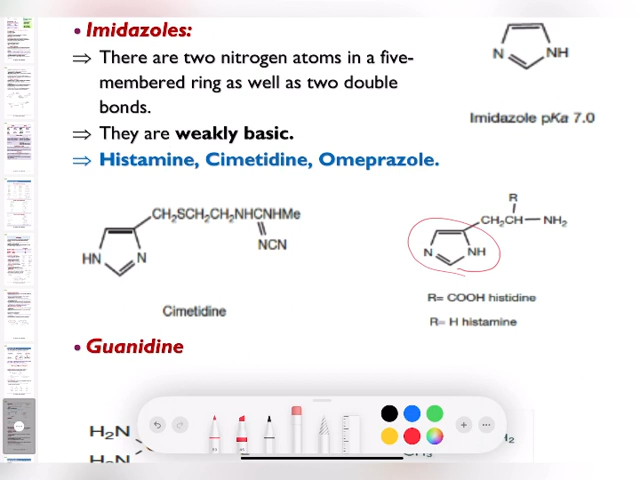 • Imidazoles:
⇒ There are two nitrogen atoms in a five-
membered ring as well as two double
bonds.
⇒ They are weakly basic.
⇒ Histamine, Cimetidine, Omeprazole.
N
NH
Imidazole pKa 7.0
CH₂SCH₂CH₂NHCNHMe
NCN
HN
N
Cimetidine
R
CH₂CH — NH₂
N
NH
R= COOH histidine
R= H histamine
• Guanidine
H₂N
H₂N